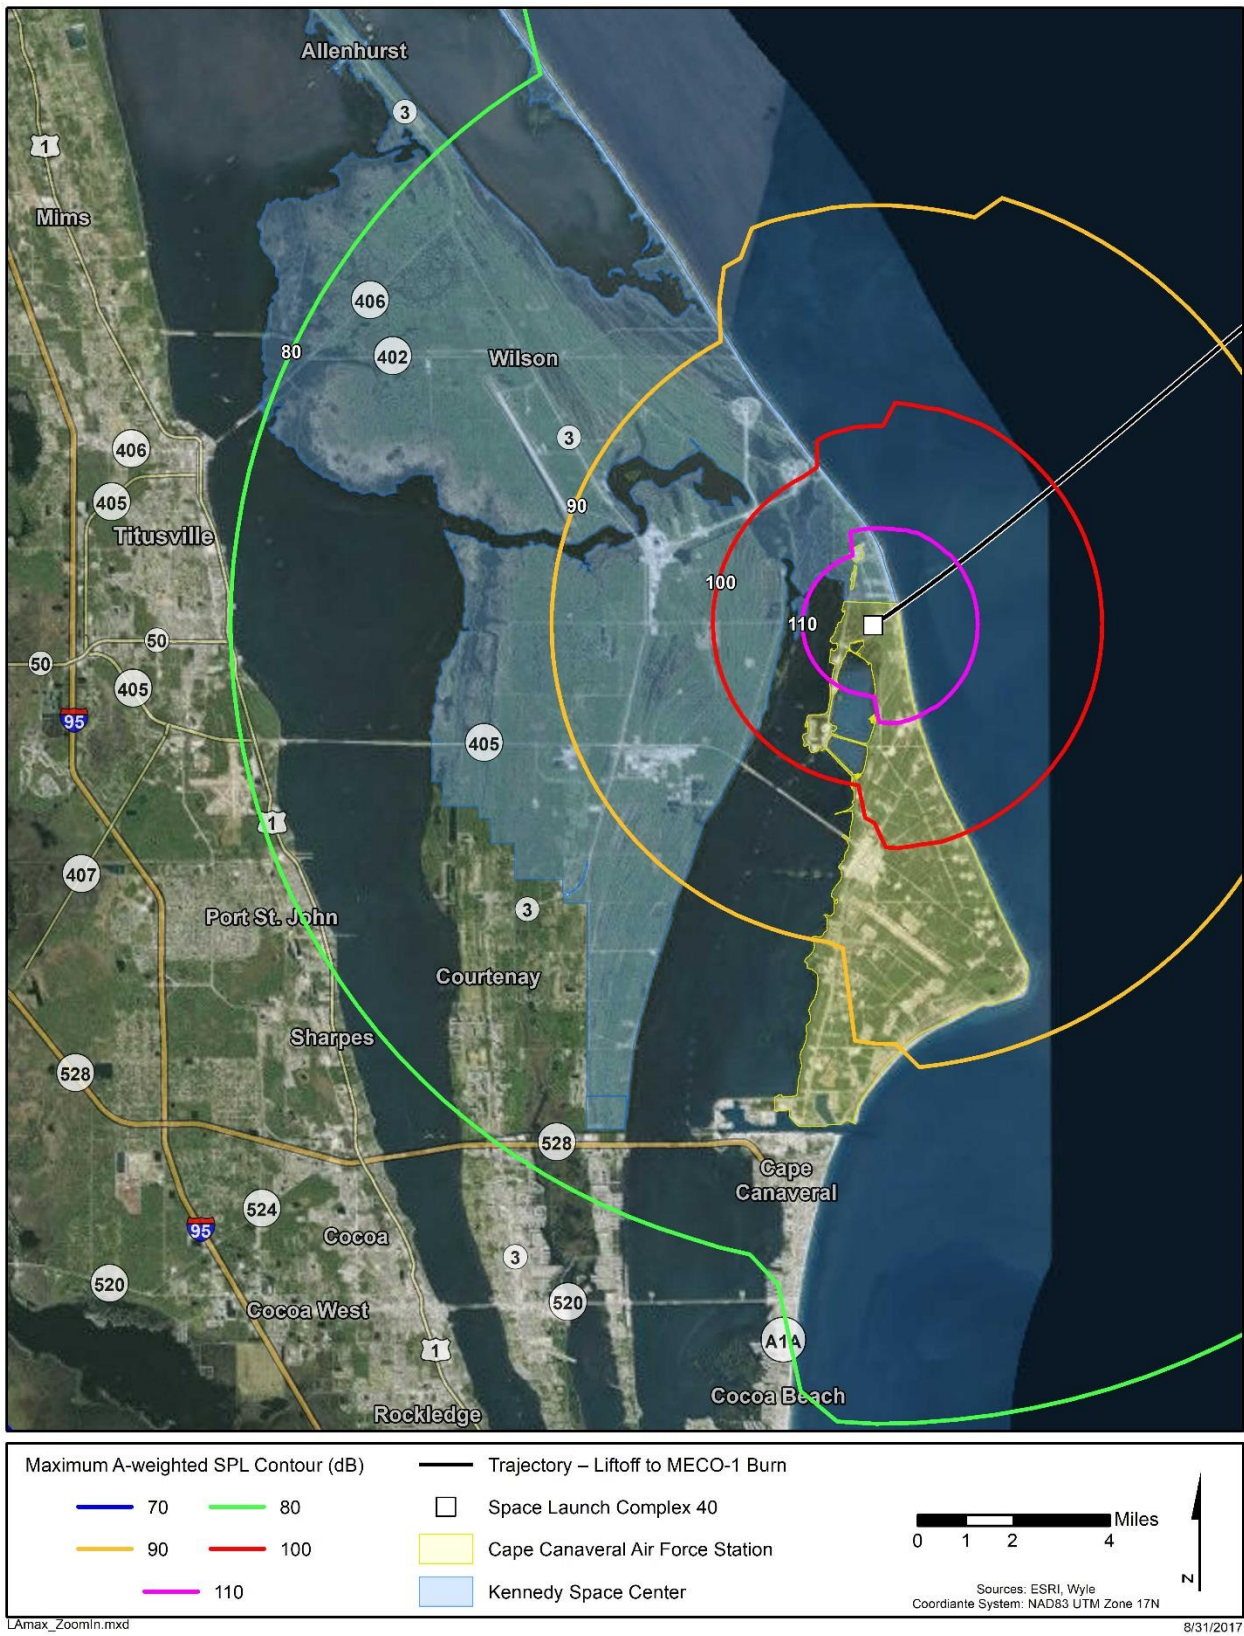 Allenhurst
3
1
Mims
406
80
402
Wilson
3
406
405
90
Titusville
100
110
50
50
405
95
405
1
407
3
Port St. John
Courtenay
Sharpes
528
528
Cape
Canaveral
524
95
Cocoa
3
520
520
Cocoa West
A1A
1
Cocoa Beach
Rockledge
Maximum A-weighted SPL Contour (dB)
70
80
90
100
110
Trajectory – Liftoff to MECO-1 Burn
Space Launch Complex 40
Cape Canaveral Air Force Station
Kennedy Space Center
Miles
0 1 2 4
N
Sources: ESRI, Wyle
Coordiante System: NAD83 UTM Zone 17N
LAmax_ZoomIn.mxd
8/31/2017